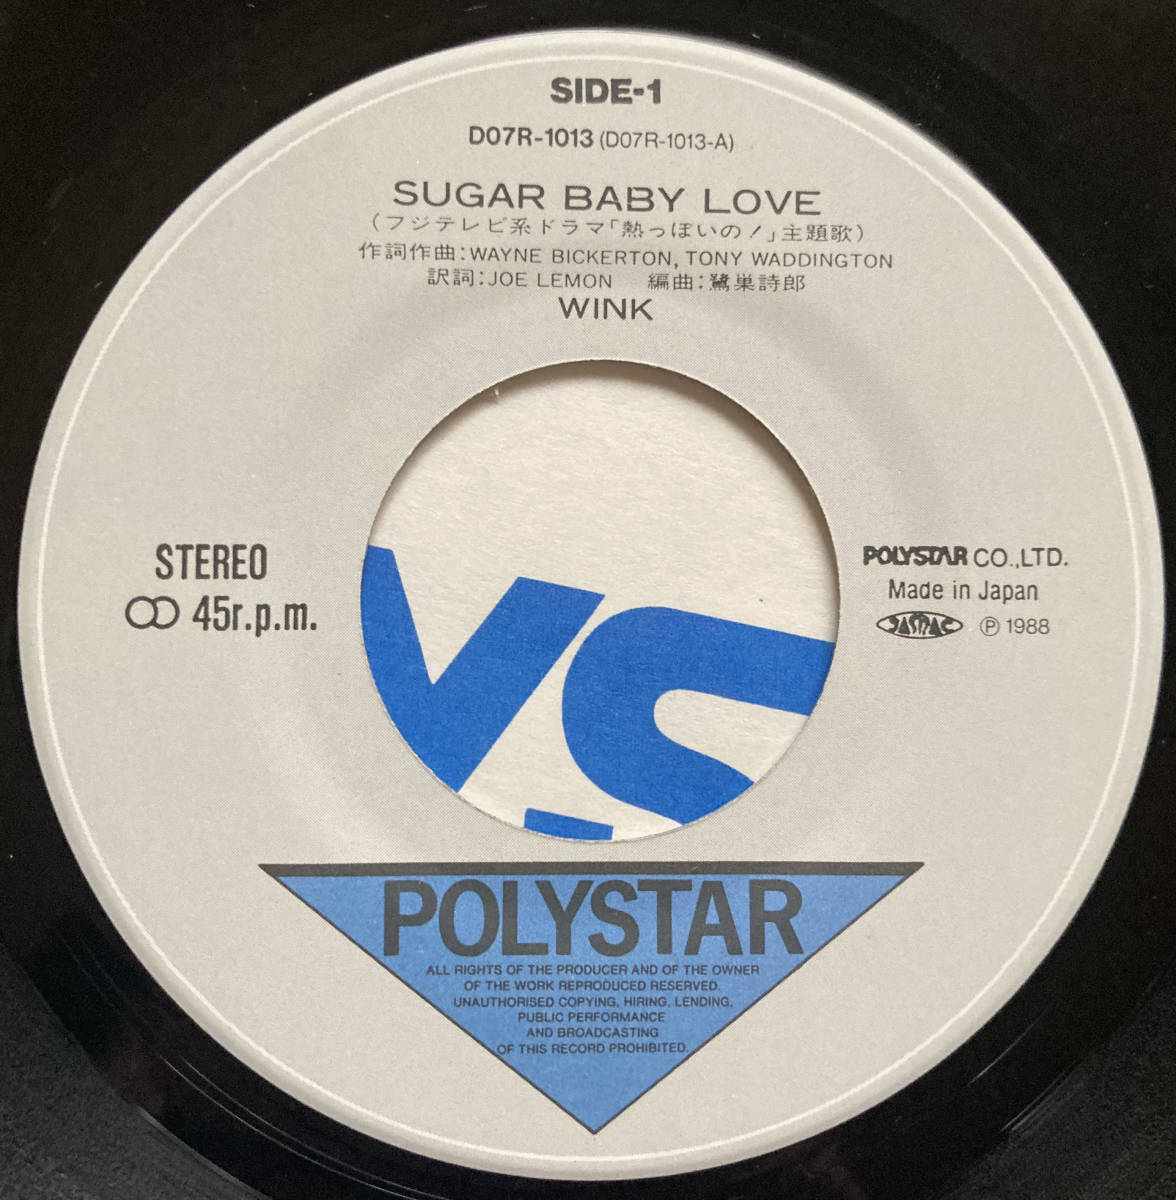 SIDE-1
D07R-1013 (D07R-1013-A)
SUGAR BABY LOVE
(フジテレビ系ドラマ「熱っぽいの!」主題歌)
作詞作曲:WAYNE BICKERTON, TONY WADDINGTON
訳詞:JOE LEMON 編曲:鷺巣詩郎
WINK
STEREO
45r.p.m.
POLYSTAR CO.,LTD.
Made in Japan
JASRAC Ⓟ 1988
POLYSTAR
ALL RIGHTS OF THE PRODUCER AND OF THE OWNER
OF THE WORK REPRODUCED RESERVED.
UNAUTHORISED COPYING, HIRING, LENDING,
PUBLIC PERFORMANCE
AND BROADCASTING
OF THIS RECORD PROHIBITED.